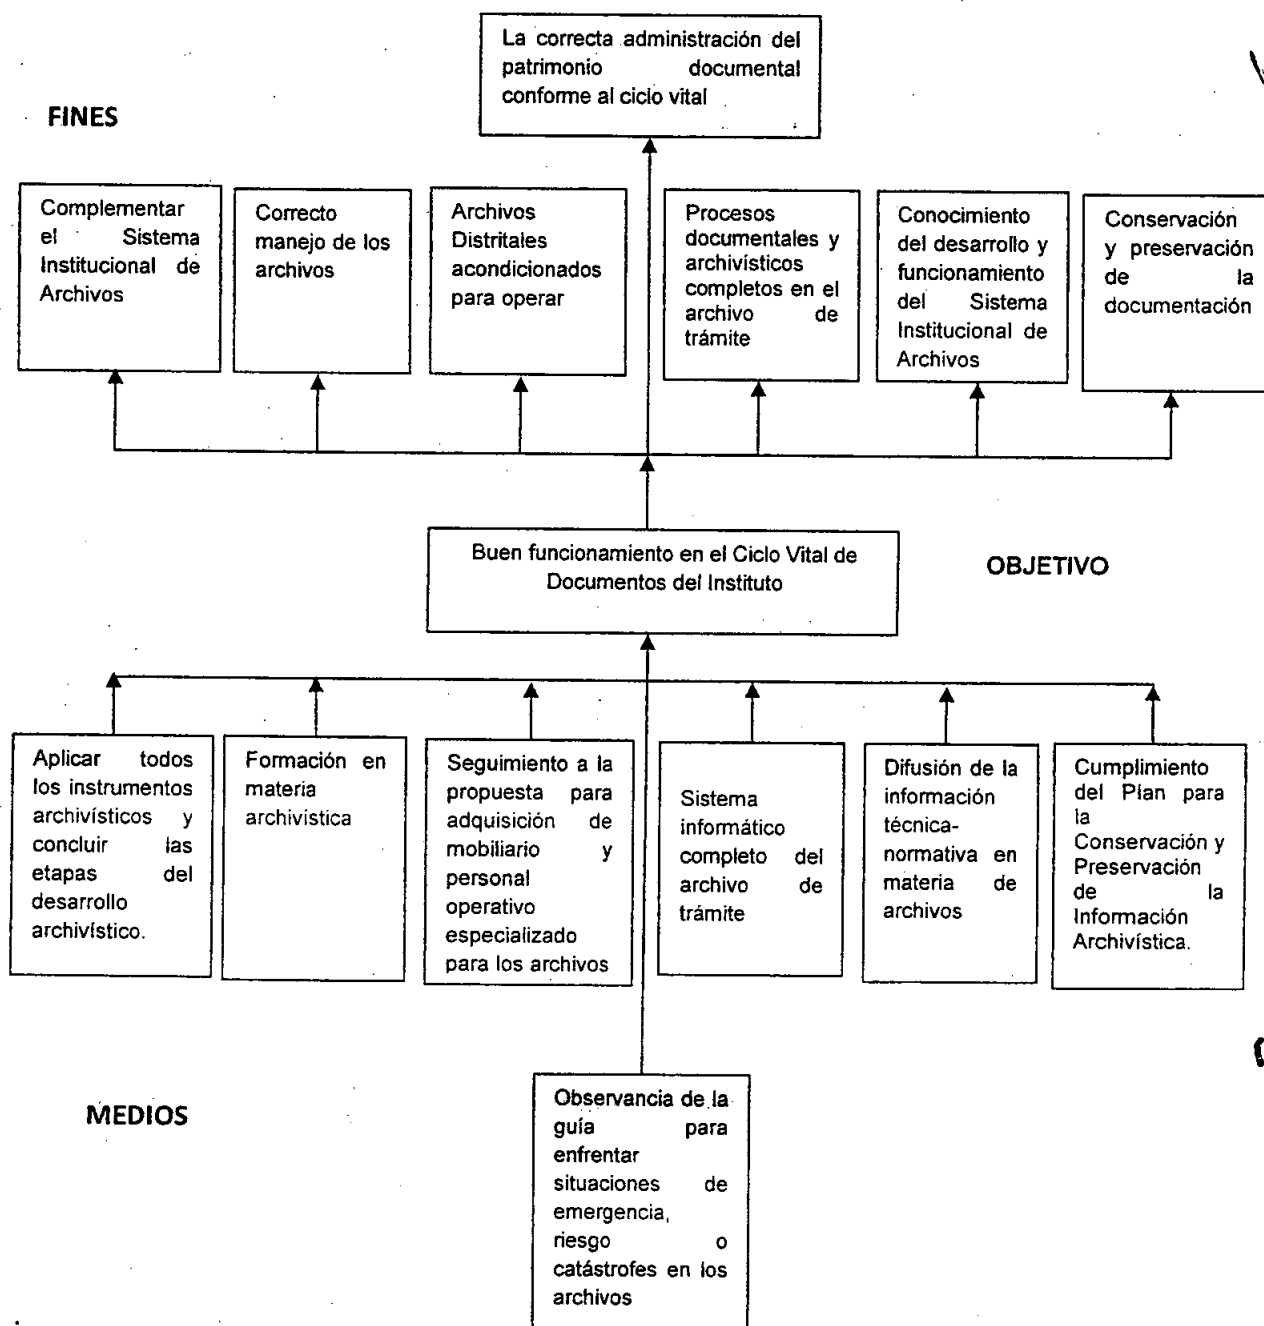 La correcta administración del
patrimonio documental
conforme al ciclo vital
FINES
Complementar
el Sistema
Institucional de
Archivos
Correcto
manejo de los
archivos
Archivos
Distritales
acondicionados
para operar
Procesos
documentales y
archivísticos
completos en el
archivo de
trámite
Conocimiento
del desarrollo y
funcionamiento
del Sistema
Institucional de
Archivos
Conservación
y preservación
de la
documentación
Buen funcionamiento en el Ciclo Vital de
Documentos del Instituto
OBJETIVO
Aplicar todos
los instrumentos
archivísticos y
concluir las
etapas del
desarrollo
archivístico.
Formación en
materia
archivística
Seguimiento a la
propuesta para
adquisición de
mobiliario y
personal
operativo
especializado
para los archivos
Sistema
informático
completo del
archivo de
trámite
Difusión de la
información
técnica-
normativa en
materia de
archivos
Cumplimiento
del Plan para
la
Conservación y
Preservación
de la
Información
Archivística.
MEDIOS
Observancia de la
guía para
enfrentar
situaciones de
emergencia,
riesgo o
catástrofes en los
archivos